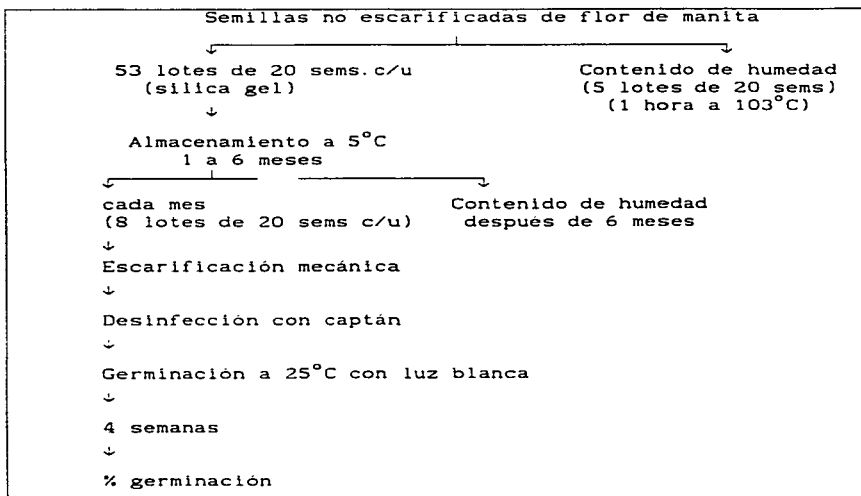 Semillas no escarificadas de flor de manita
53 lotes de 20 sems.c/u
(silica gel)
Contenido de humedad
(5 lotes de 20 sems)
(1 hora a 103°C)
Almacenamiento a 5°C
1 a 6 meses
cada mes
(8 lotes de 20 sems c/u)
Contenido de humedad
después de 6 meses
Escarificación mecánica
Desinfección con captán
Germinación a 25°C con luz blanca
4 semanas
% germinación